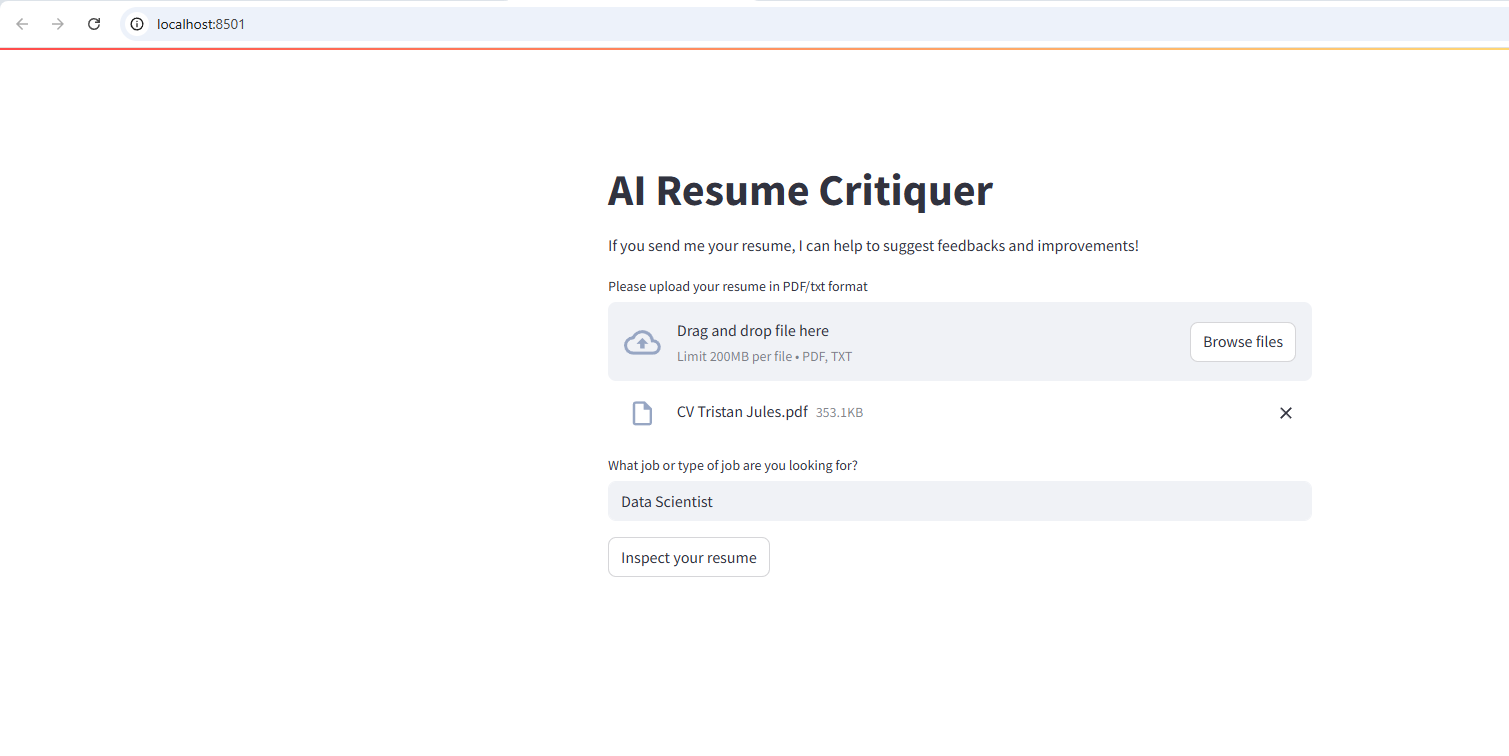 localhost:8501
AI Resume Critiquer
If you send me your resume, I can help to suggest feedbacks and improvements!
Please upload your resume in PDF/txt format
Drag and drop file here
Limit 200MB per file • PDF, TXT
Browse files
CV Tristan Jules.pdf 353.1KB
What job or type of job are you looking for?
Data Scientist
Inspect your resume